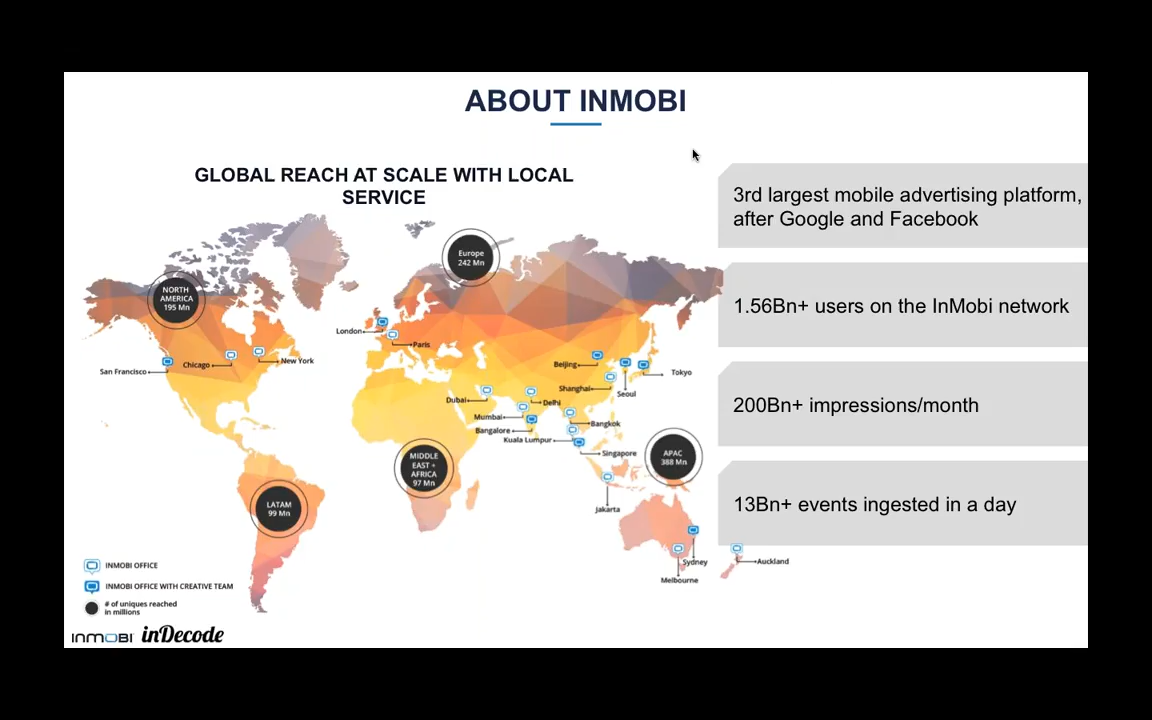 ABOUT INMOBI
GLOBAL REACH AT SCALE WITH LOCAL
SERVICE
3rd largest mobile advertising platform,
after Google and Facebook
1.56Bn+ users on the InMobi network
200Bn+ impressions/month
13Bn+ events ingested in a day
Europe
242 Mn
NORTH
AMERICA
195 Mn
London
Paris
Chicago
New York
San Francisco
Beijing
Tokyo
Shanghai
Seoul
Dubai
Delhi
Mumbai
Bangkok
Bangalore
Kuala Lumpur
Singapore
MIDDLE
EAST +
AFRICA
97 Mn
APAC
388 Mn
LATAM
99 Mn
Jakarta
Sydney
Auckland
Melbourne
INMOBI OFFICE
INMOBI OFFICE WITH CREATIVE TEAM
# of uniques reached
in millions
INMOBI inDecode